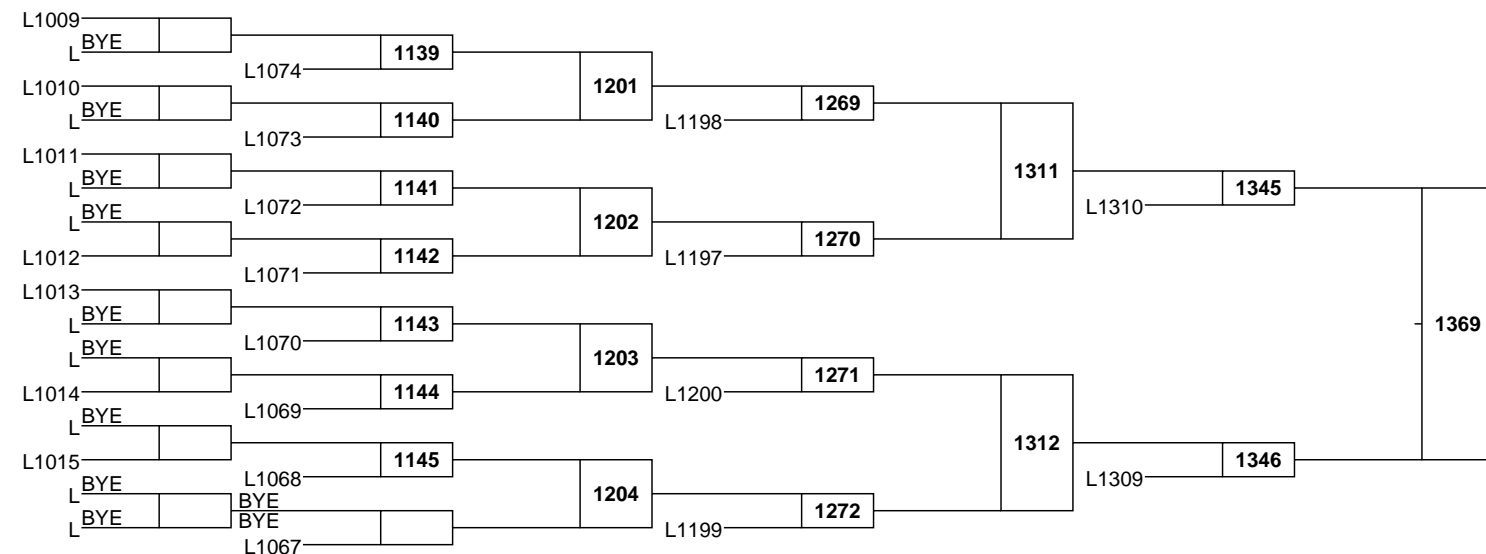 L1009
BYE
L
1139
L1074
1201
L1010
BYE
L
1140
L1073
1269
L1198
L1011
BYE
L
1141
L1072
1311
1345
L1310
BYE
L
1202
L1012
1142
L1071
1270
L1197
L1013
BYE
L
1143
L1070
1369
BYE
L
1203
L1014
1144
L1069
1271
L1200
BYE
L
L1015
1145
L1068
1312
1346
L1309
BYE
L
BYE
BYE
L
BYE
1204
L1067
1272
L1199